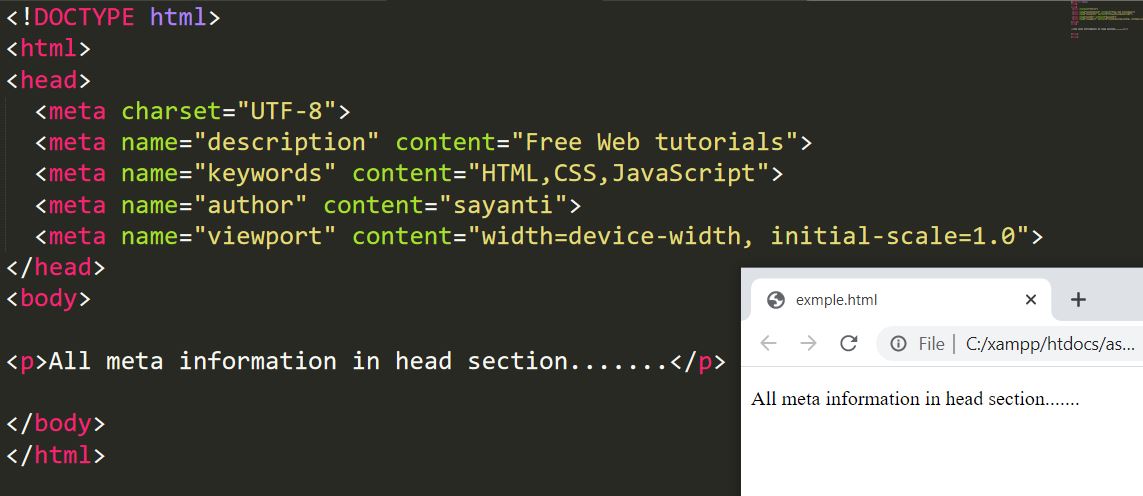 <!DOCTYPE html>
<html>
<head>
<meta charset="UTF-8">
<meta name="description" content="Free Web tutorials">
<meta name="keywords" content="HTML,CSS,JavaScript">
<meta name="author" content="sayanti">
<meta name="viewport" content="width=device-width, initial-scale=1.0">
</head>
<body>
<p>All meta information in head section.......</p>
</body>
</html>
exmple.html
File | C:/xampp/htdocs/as...
All meta information in head section.......